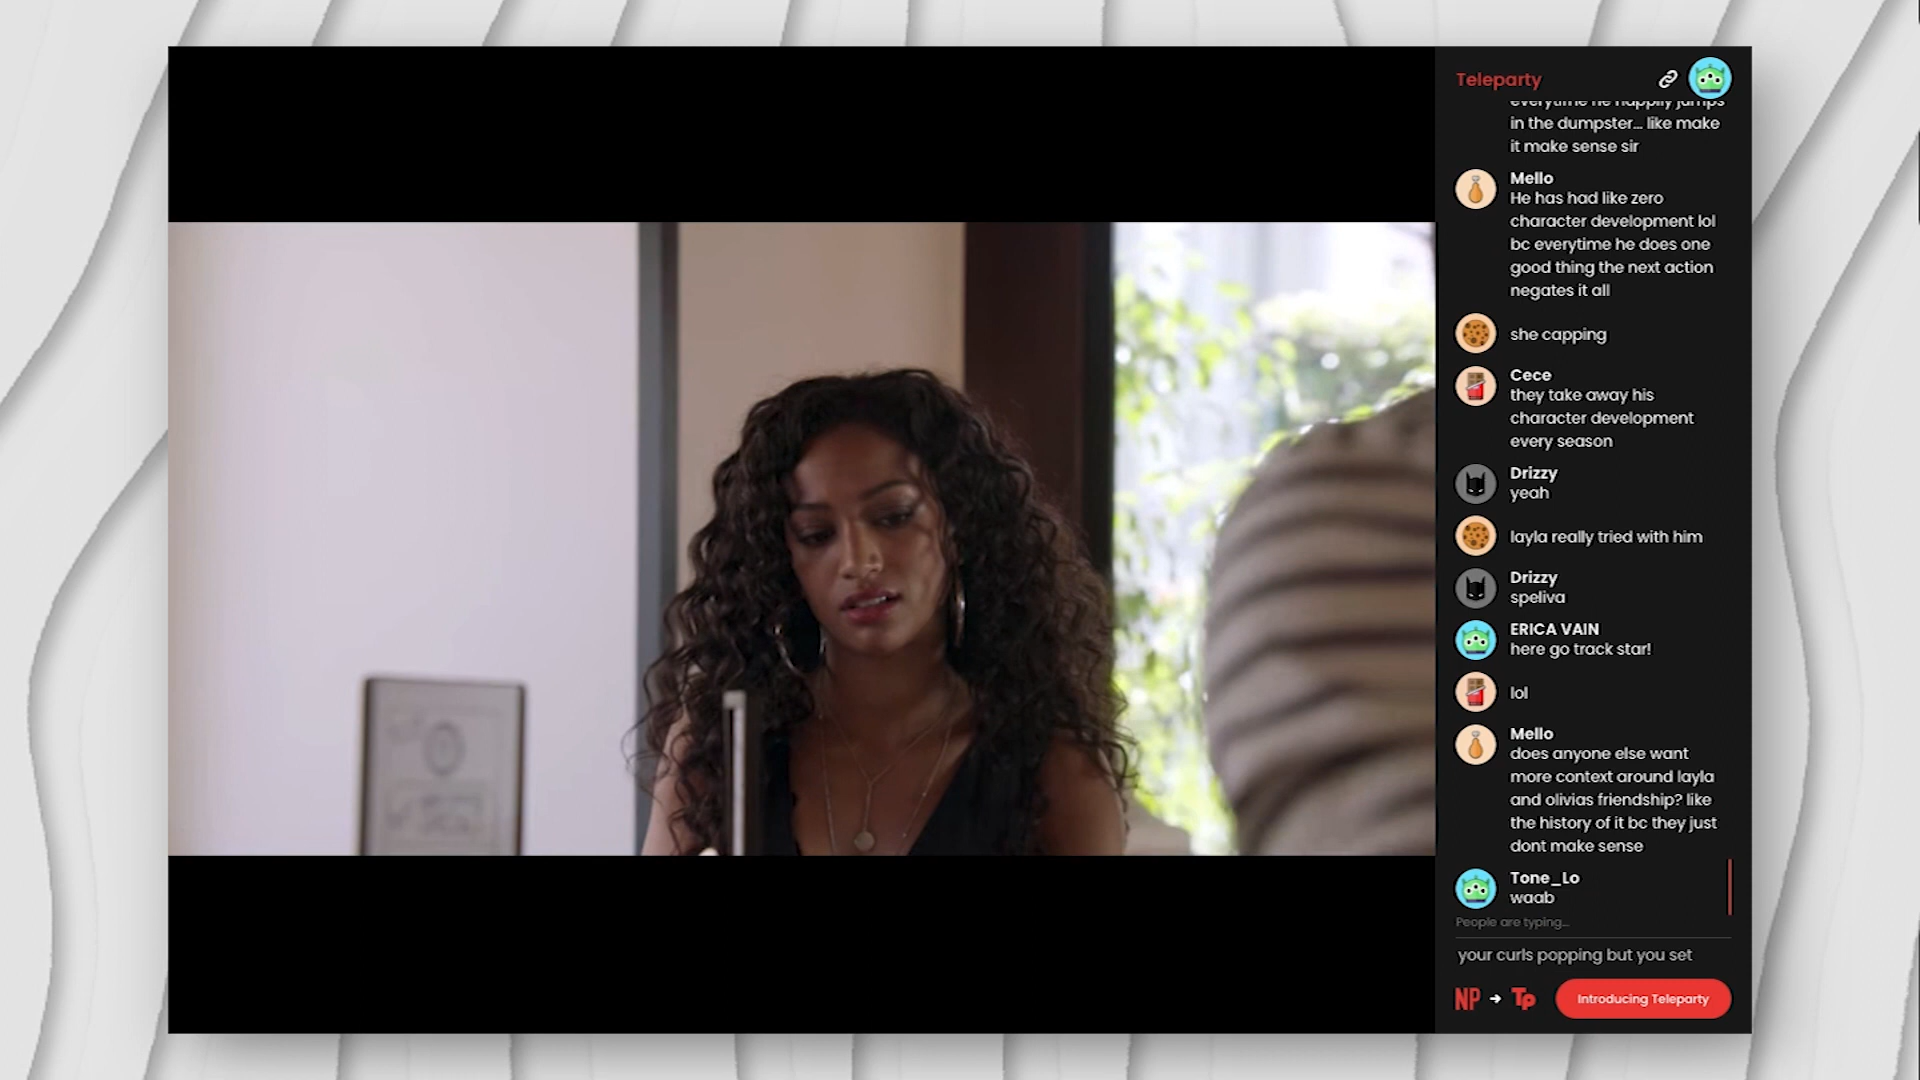 Teleparty
everytime he happily jumps
in the dumpster... like make
it make sense sir
Mello
He has had like zero
character development lol
bc everytime he does one
good thing the next action
negates it all
she capping
Cece
they take away his
character development
every season
Drizzy
yeah
layla really tried with him
Drizzy
speliva
ERICA VAIN
here go track star!
lol
Mello
does anyone else want
more context around layla
and olivias friendship? like
the history of it bc they just
dont make sense
Tone_Lo
waab
People are typing...
your curls popping but you set
NP → Tp
Introducing Teleparty